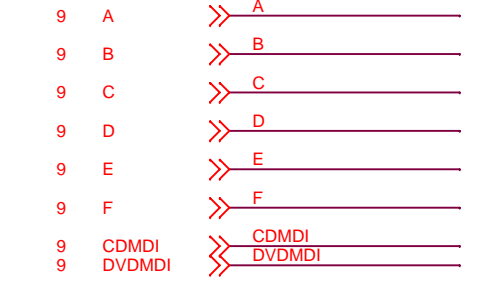 9 A A
9 B B
9 C C
9 D D
9 E E
9 F F
9 CDMDI CDMDI
9 DVDMDI DVDMDI